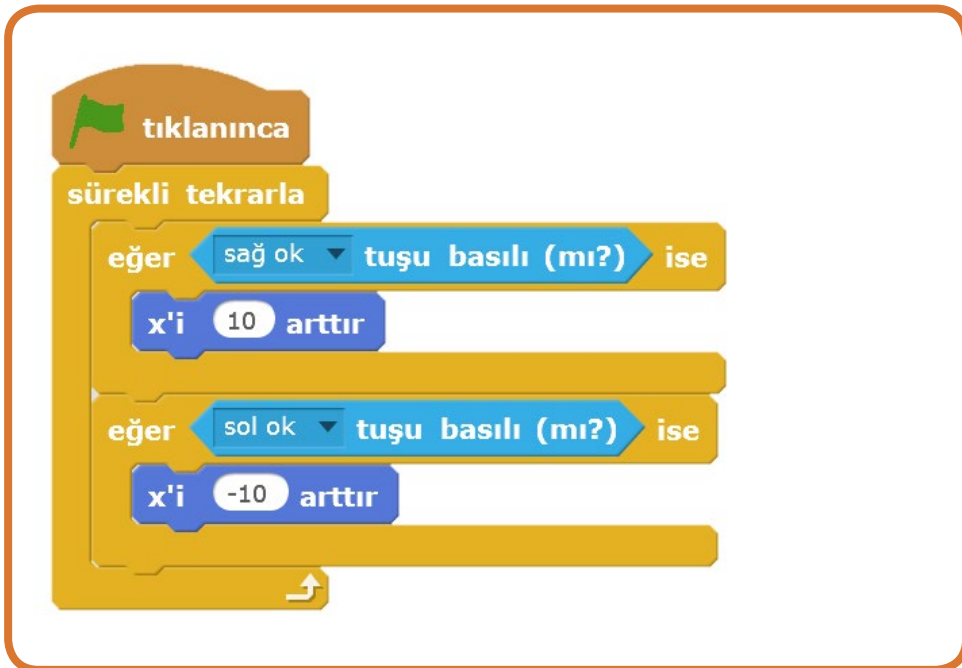 tıklanınca
sürekli tekrarla
eğer sağ ok tuşu basılı (mı?) ise
x'i 10 arttır
eğer sol ok tuşu basılı (mı?) ise
x'i -10 arttır